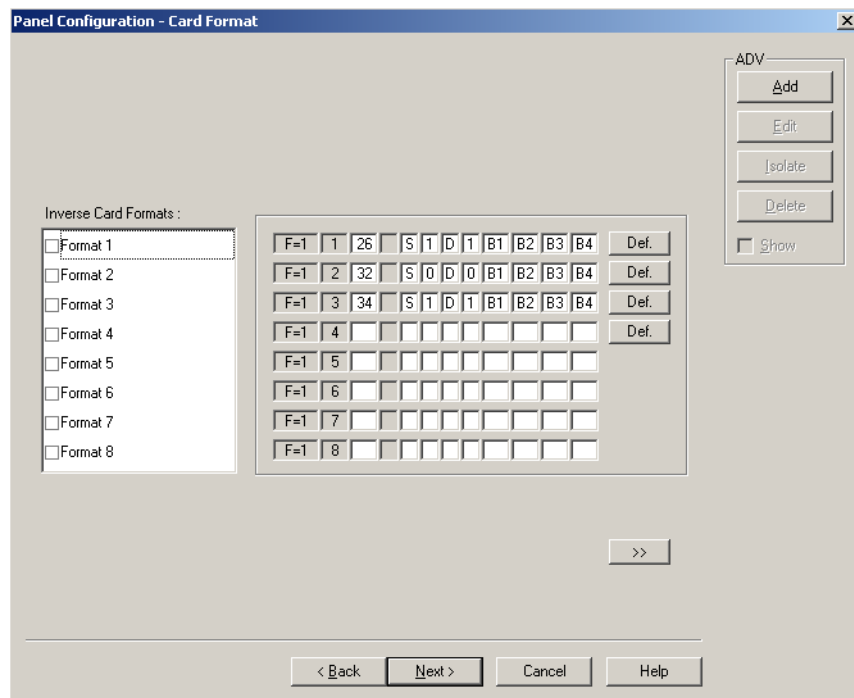 Panel Configuration - Card Format
ADV
Add
Edit
Isolate
Delete
Show
Inverse Card Formats :
Format 1
Format 2
Format 3
Format 4
Format 5
Format 6
Format 7
Format 8
F=1 1 26 S 1 D 1 B1 B2 B3 B4 Def.
F=1 2 32 S 0 D 0 B1 B2 B3 B4 Def.
F=1 3 34 S 1 D 1 B1 B2 B3 B4 Def.
F=1 4 Def.
F=1 5
F=1 6
F=1 7
F=1 8
>>
< Back Next > Cancel Help